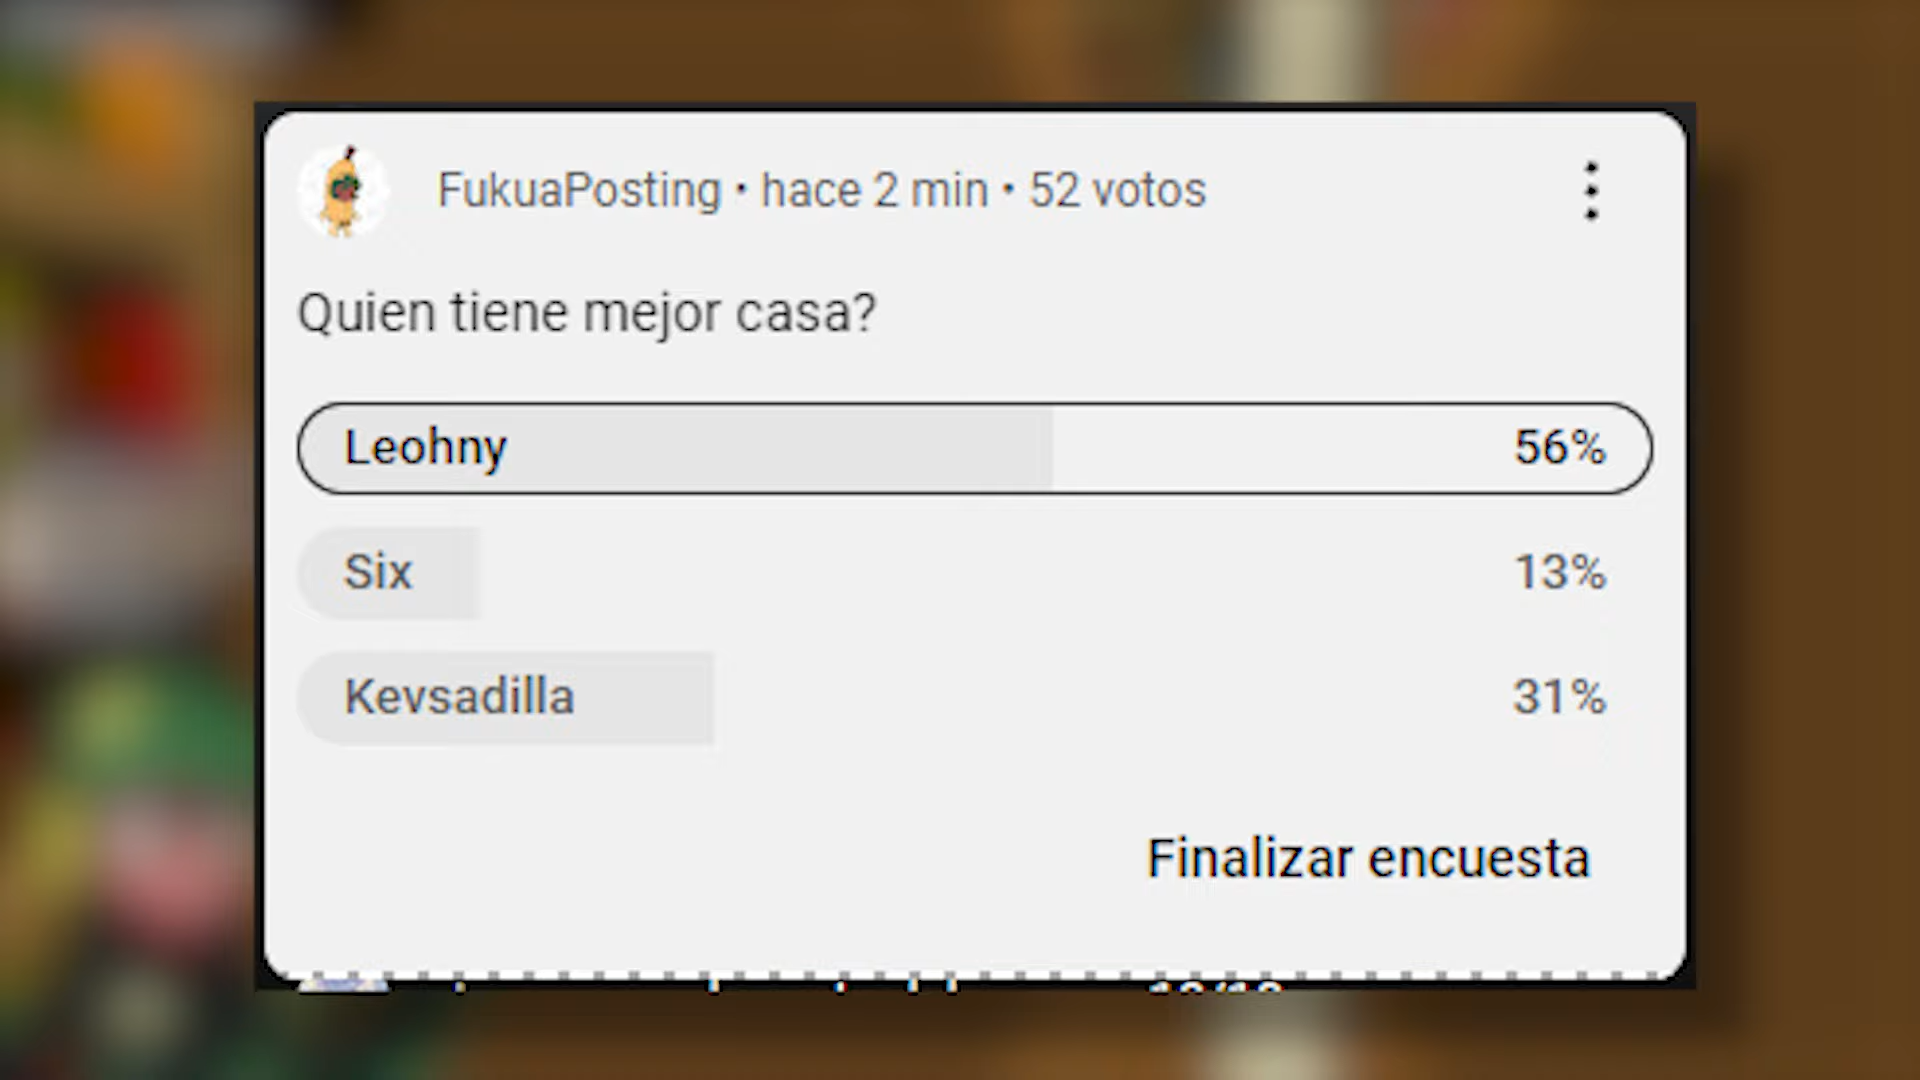 FukuaPosting • hace 2 min • 52 votos
Quien tiene mejor casa?
Leohny 56%
Six 13%
Kevsadilla 31%
Finalizar encuesta